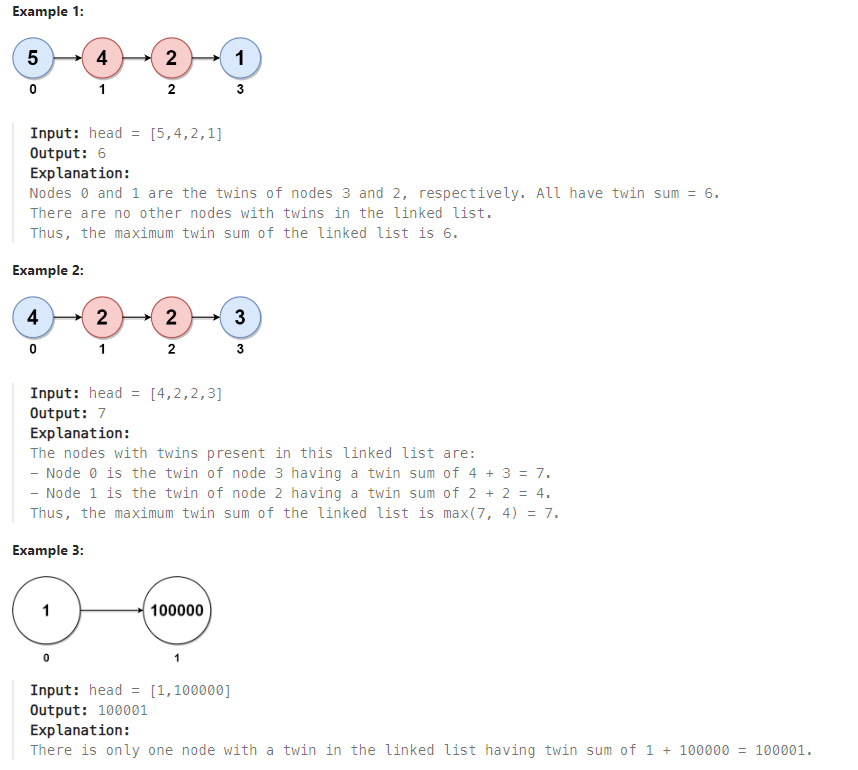 Example 1:
5 4 2 1
0 1 2 3
Input: head = [5,4,2,1]
Output: 6
Explanation:
Nodes 0 and 1 are the twins of nodes 3 and 2, respectively. All have twin sum = 6.
There are no other nodes with twins in the linked list.
Thus, the maximum twin sum of the linked list is 6.
Example 2:
4 2 2 3
0 1 2 3
Input: head = [4,2,2,3]
Output: 7
Explanation:
The nodes with twins present in this linked list are:
- Node 0 is the twin of node 3 having a twin sum of 4 + 3 = 7.
- Node 1 is the twin of node 2 having a twin sum of 2 + 2 = 4.
Thus, the maximum twin sum of the linked list is max(7, 4) = 7.
Example 3:
1 100000
0 1
Input: head = [1,100000]
Output: 100001
Explanation:
There is only one node with a twin in the linked list having twin sum of 1 + 100000 = 100001.